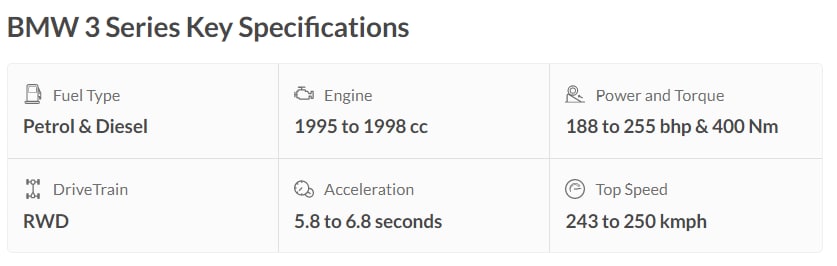 BMW 3 Series Key Specifications
Fuel Type
Petrol & Diesel
Engine
1995 to 1998 cc
Power and Torque
188 to 255 bhp & 400 Nm
DriveTrain
RWD
Acceleration
5.8 to 6.8 seconds
Top Speed
243 to 250 kmph